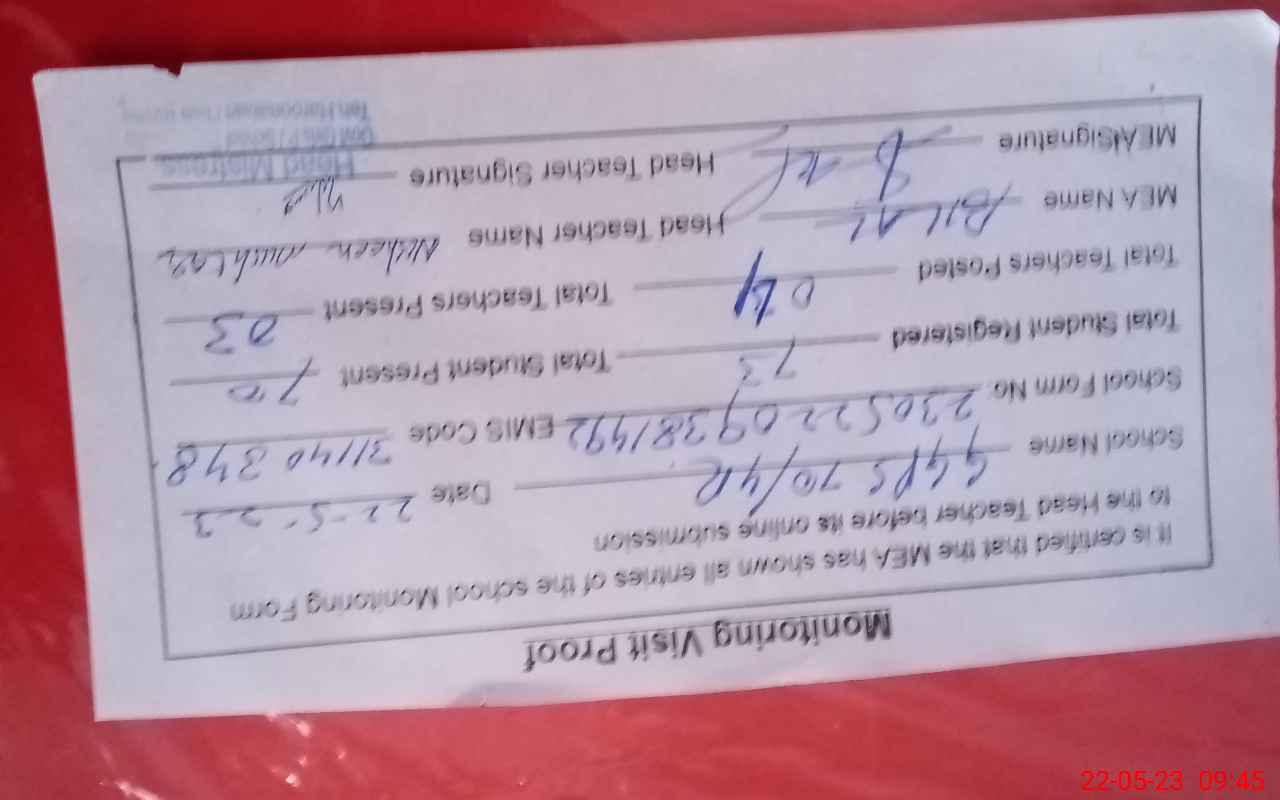 Monitoring Visit Proof
It is certified that the MEA has shown all entries of the school Monitoring Form
to the Head Teacher before its online submission
School Name GGPS 70/4R Date 22-5-23
School Form No. 23052209381492 EMIS Code 31140348
Total Student Registered 73 Total Student Present 70
Total Teachers Posted 04 Total Teachers Present 03
MEA Name BILAL Head Teacher Name Nosheen mushtaq
MEA Signature Head Teacher Signature
Head Mistress
22-05-23 09:45